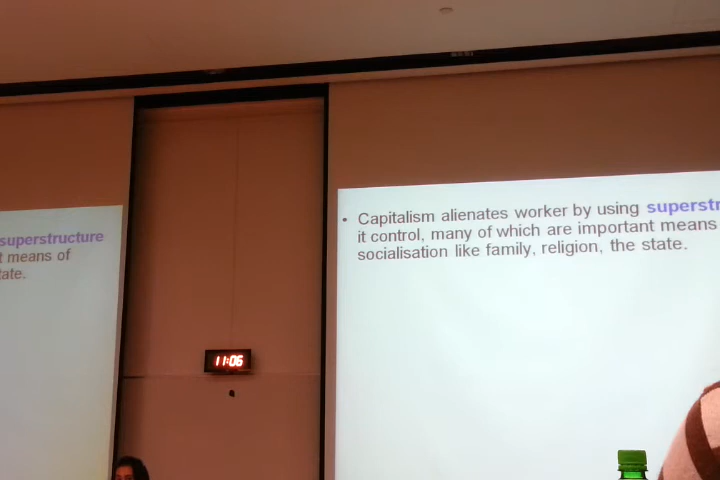 superstructure
t means of
tate.
11:06
• Capitalism alienates worker by using superstr
it control, many of which are important means
socialisation like family, religion, the state.